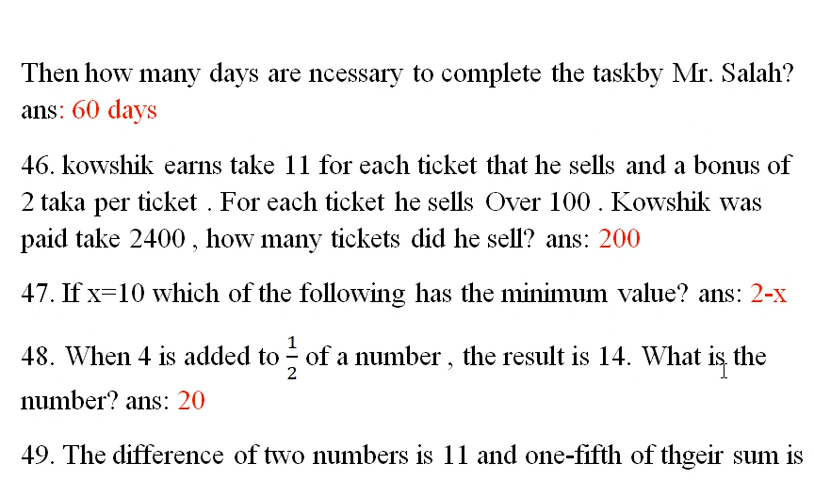 Then how many days are ncessary to complete the taskby Mr. Salah?
ans: 60 days
46. kowshik earns take 11 for each ticket that he sells and a bonus of
2 taka per ticket . For each ticket he sells Over 100 . Kowshik was
paid take 2400 , how many tickets did he sell? ans: 200
47. If x=10 which of the following has the minimum value? ans: 2-x
48. When 4 is added to 1/2 of a number , the result is 14. What is the
number? ans: 20
49. The difference of two numbers is 11 and one-fifth of thgeir sum is